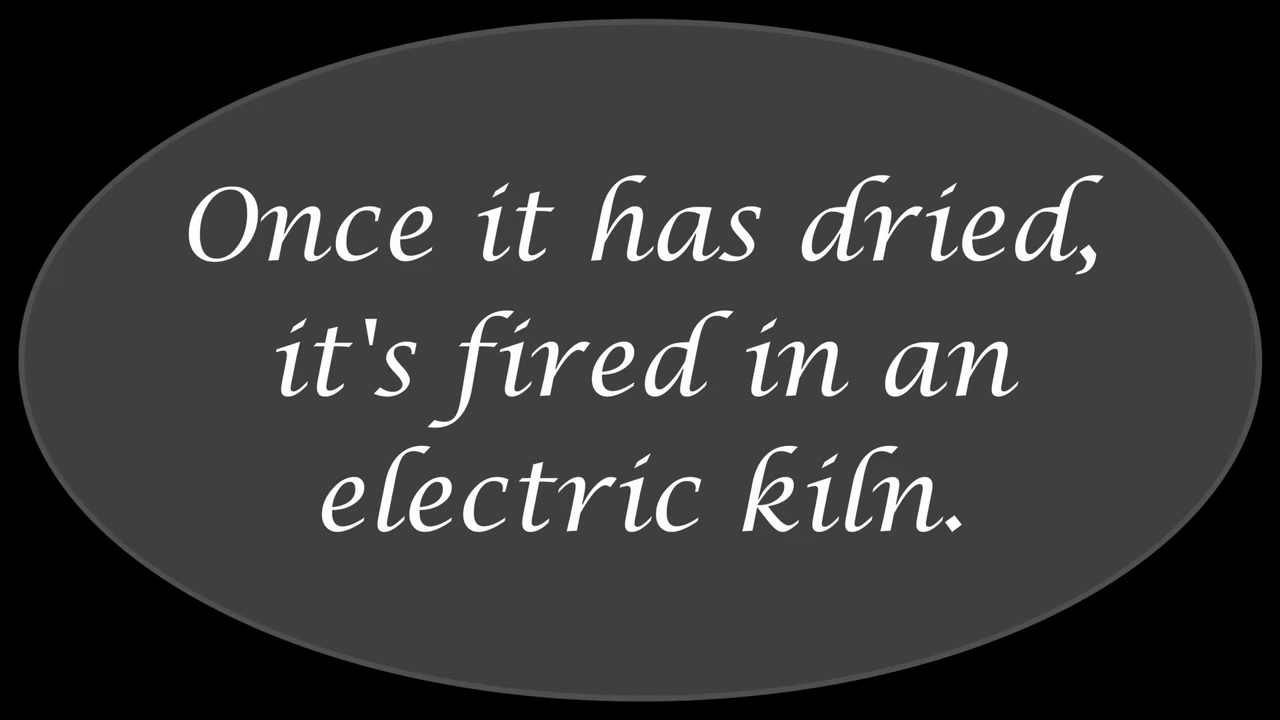 Once it has dried,
it's fired in an
electric kiln.